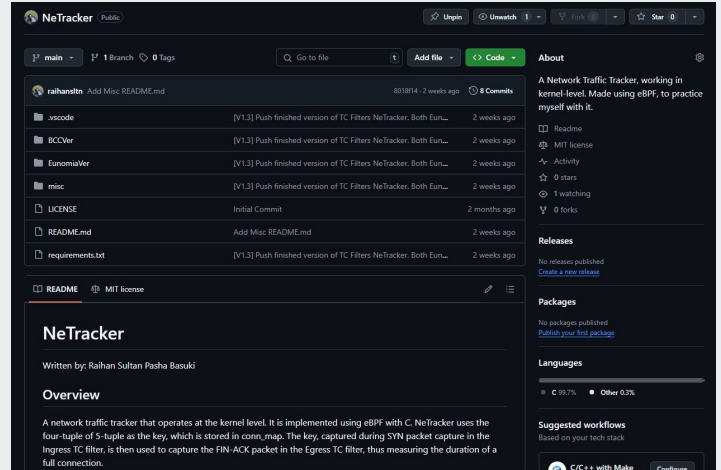 NeTracker Public
Unpin Unwatch 1 Fork 0 Star 0
main 1 Branch 0 Tags Go to file t Add file Code
raihansltn Add Misc README.md 8018f14 · 2 weeks ago 8 Commits
.vscode [V1.3] Push finished version of TC Filters NeTracker. Both Eun... 2 weeks ago
BCCVer [V1.3] Push finished version of TC Filters NeTracker. Both Eun... 2 weeks ago
EunomiaVer [V1.3] Push finished version of TC Filters NeTracker. Both Eun... 2 weeks ago
misc [V1.3] Push finished version of TC Filters NeTracker. Both Eun... 2 weeks ago
LICENSE Initial Commit 2 months ago
README.md Add Misc README.md 2 weeks ago
requirements.txt [V1.3] Push finished version of TC Filters NeTracker. Both Eun... 2 weeks ago
README MIT license
NeTracker
Written by: Raihan Sultan Pasha Basuki
Overview
A network traffic tracker that operates at the kernel level. It is implemented using eBPF with C. NeTracker uses the
four-tuple of 5-tuple as the key, which is stored in conn_map. The key, captured during SYN packet capture in the
Ingress TC filter, is then used to capture the FIN-ACK packet in the Egress TC filter, thus measuring the duration of a
full connection.
About
A Network Traffic Tracker, working in
kernel-level. Made using eBPF, to practice
myself with it.
Readme
MIT license
Activity
0 stars
1 watching
0 forks
Releases
No releases published
Create a new release
Packages
No packages published
Publish your first package
Languages
C 99.7% Other 0.3%
Suggested workflows
Based on your tech stack
C/C++ with Make Configure